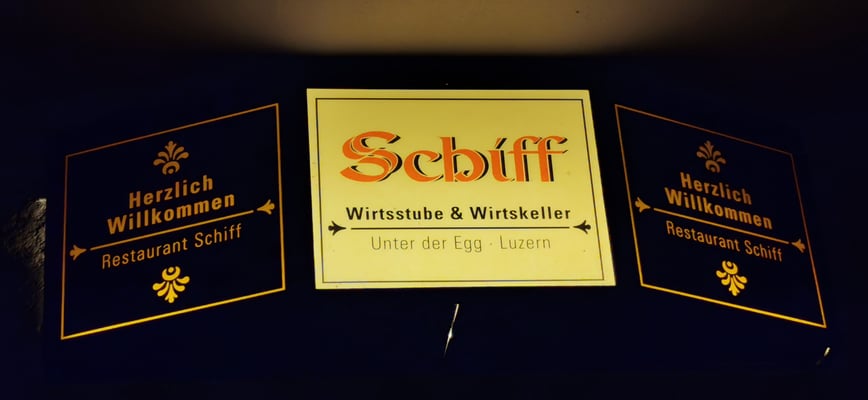 Herzlich
Willkommen
Restaurant Schiff
Schiff
Wirtsstube & Wirtskeller
Unter der Egg · Luzern
Herzlich
Willkommen
Restaurant Schiff